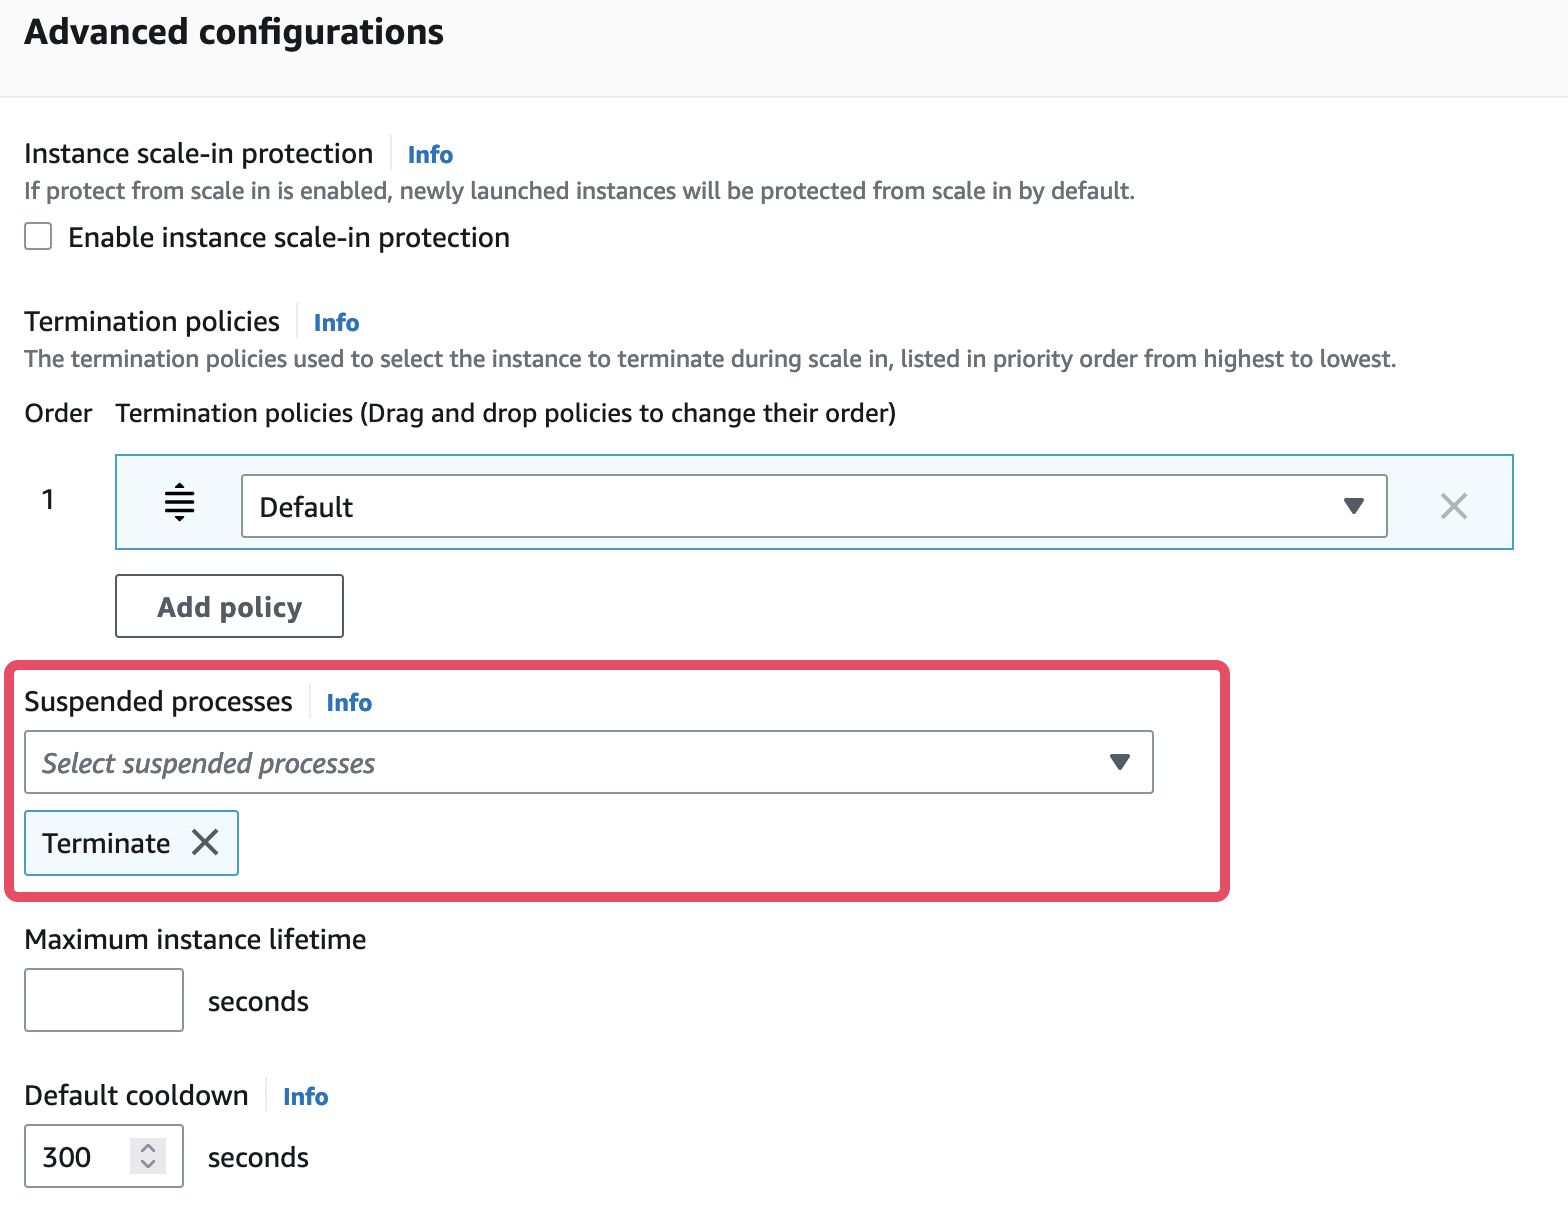 Advanced configurations
Instance scale-in protection Info
If protect from scale in is enabled, newly launched instances will be protected from scale in by default.
Enable instance scale-in protection
Termination policies Info
The termination policies used to select the instance to terminate during scale in, listed in priority order from highest to lowest.
Order Termination policies (Drag and drop policies to change their order)
1 Default
Add policy
Suspended processes Info
Select suspended processes
Terminate
Maximum instance lifetime
seconds
Default cooldown Info
300 seconds